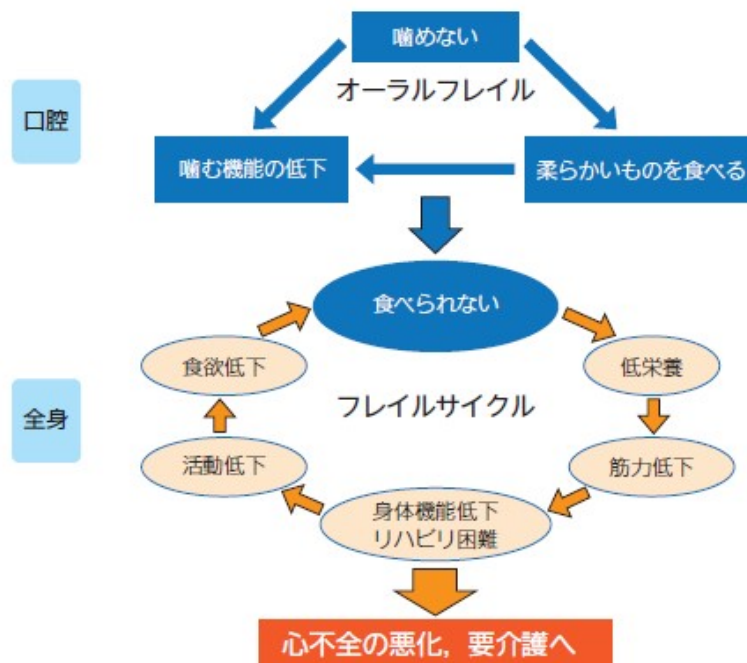 噛めない
オーラルフレイル
口腔
噛む機能の低下
柔らかいものを食べる
食べられない
食欲低下
低栄養
全身
フレイルサイクル
活動低下
筋力低下
身体機能低下
リハビリ困難
心不全の悪化，要介護へ